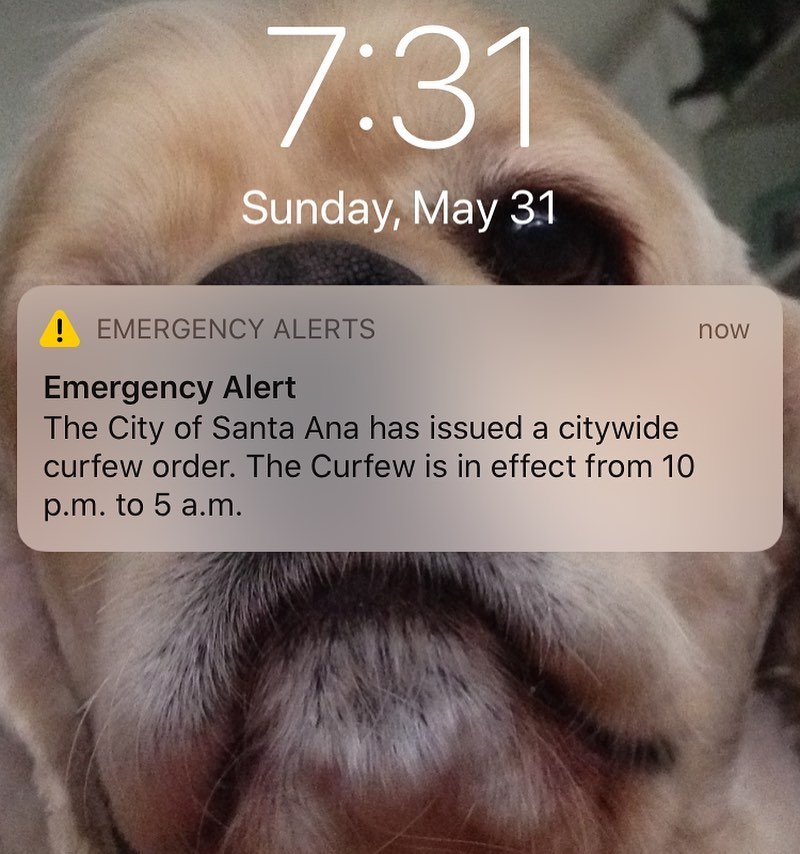 7:31
Sunday, May 31
EMERGENCY ALERTS now
Emergency Alert
The City of Santa Ana has issued a citywide
curfew order. The Curfew is in effect from 10
p.m. to 5 a.m.